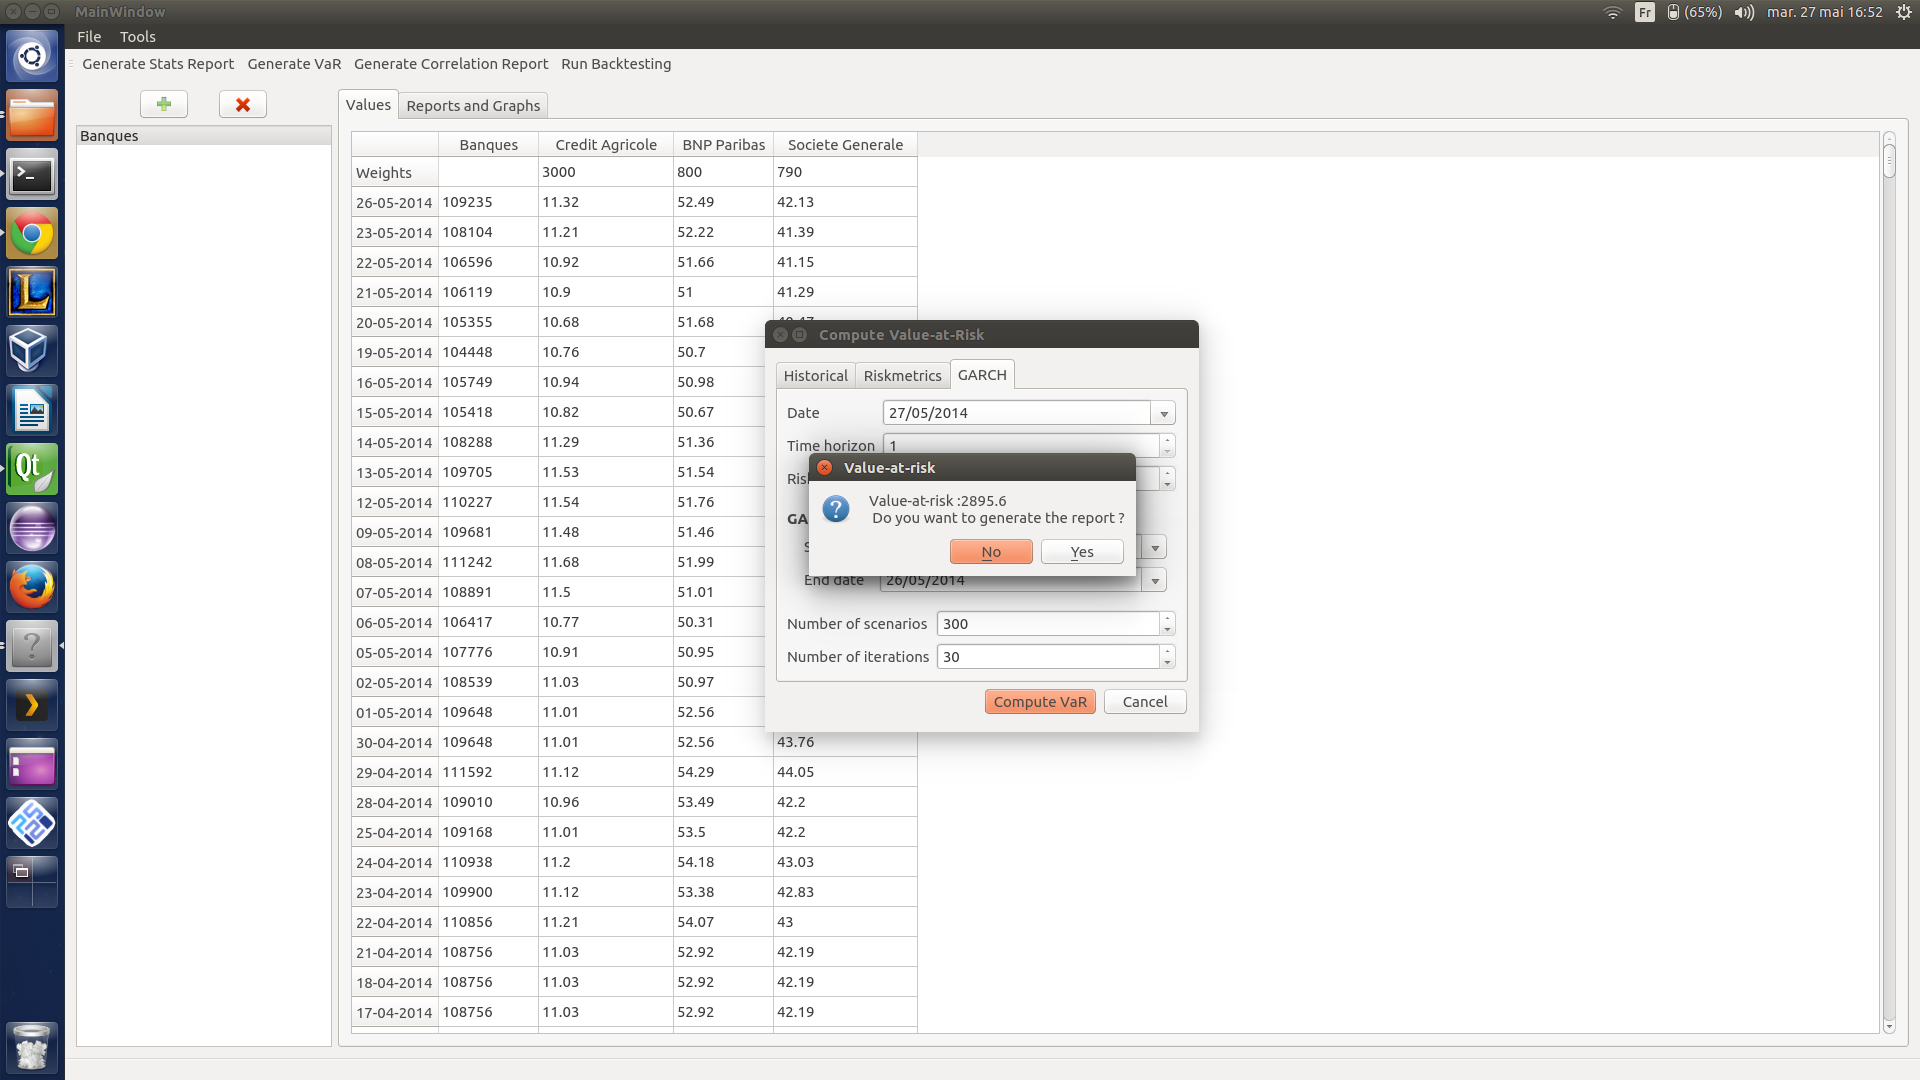 MainWindow
Fr (65%) mar. 27 mai 16:52
File Tools
Generate Stats Report Generate VaR Generate Correlation Report Run Backtesting
Values Reports and Graphs
Banques
Banques Credit Agricole BNP Paribas Societe Generale
Weights 3000 800 790
26-05-2014 109235 11.32 52.49 42.13
23-05-2014 108104 11.21 52.22 41.39
22-05-2014 106596 10.92 51.66 41.15
21-05-2014 106119 10.9 51 41.29
20-05-2014 105355 10.68 51.68
19-05-2014 104448 10.76 50.7
16-05-2014 105749 10.94 50.98
15-05-2014 105418 10.82 50.67
14-05-2014 108288 11.29 51.36
13-05-2014 109705 11.53 51.54
12-05-2014 110227 11.54 51.76
09-05-2014 109681 11.48 51.46
08-05-2014 111242 11.68 51.99
07-05-2014 108891 11.5 51.01
06-05-2014 106417 10.77 50.31
05-05-2014 107776 10.91 50.95
02-05-2014 108539 11.03 50.97
01-05-2014 109648 11.01 52.56
30-04-2014 109648 11.01 52.56 43.76
29-04-2014 111592 11.12 54.29 44.05
28-04-2014 109010 10.96 53.49 42.2
25-04-2014 109168 11.01 53.5 42.2
24-04-2014 110938 11.2 54.18 43.03
23-04-2014 109900 11.12 53.38 42.83
22-04-2014 110856 11.21 54.07 43
21-04-2014 108756 11.03 52.92 42.19
18-04-2014 108756 11.03 52.92 42.19
17-04-2014 108756 11.03 52.92 42.19
Compute Value-at-Risk
Historical Riskmetrics GARCH
Date 27/05/2014
Time horizon 1
Value-at-risk
Value-at-risk :2895.6
Do you want to generate the report ?
No Yes
End date 26/05/2014
Number of scenarios 300
Number of iterations 30
Compute VaR Cancel